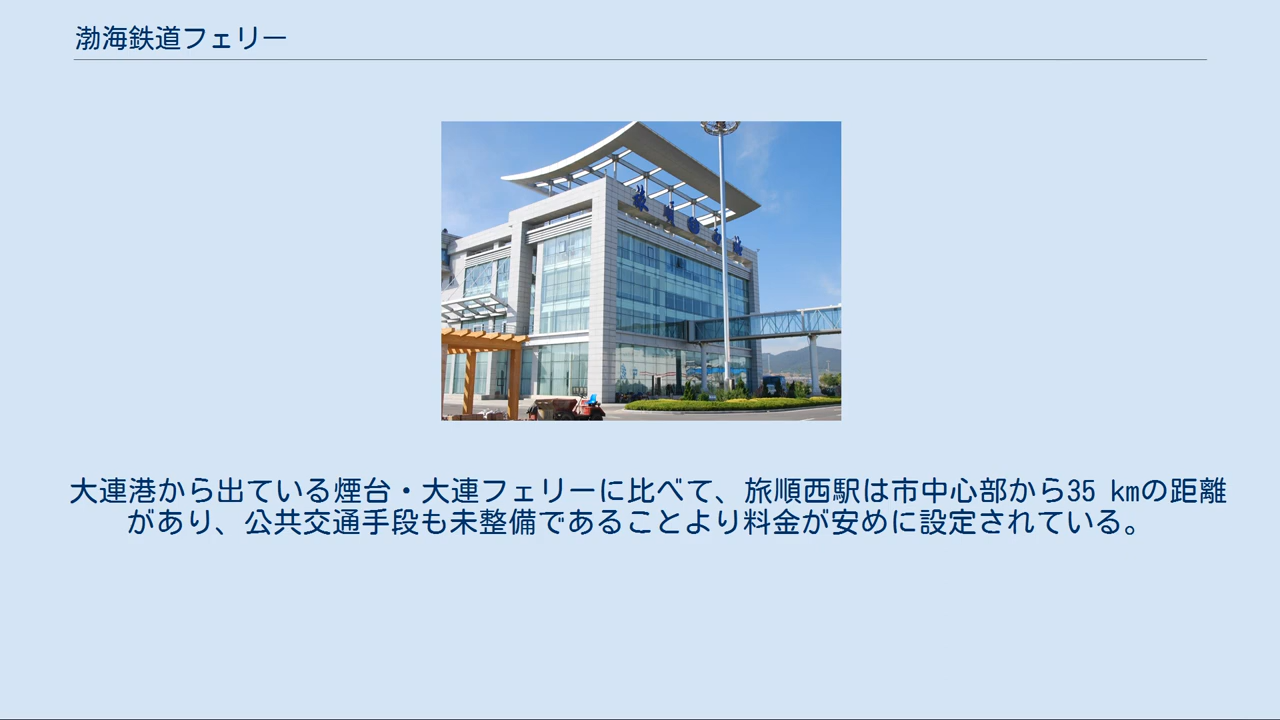 渤海鉄道フェリー
大連港から出ている煙台・大連フェリーに比べて、旅順西駅は市中心部から35 kmの距離
があり、公共交通手段も未整備であることより料金が安めに設定されている。